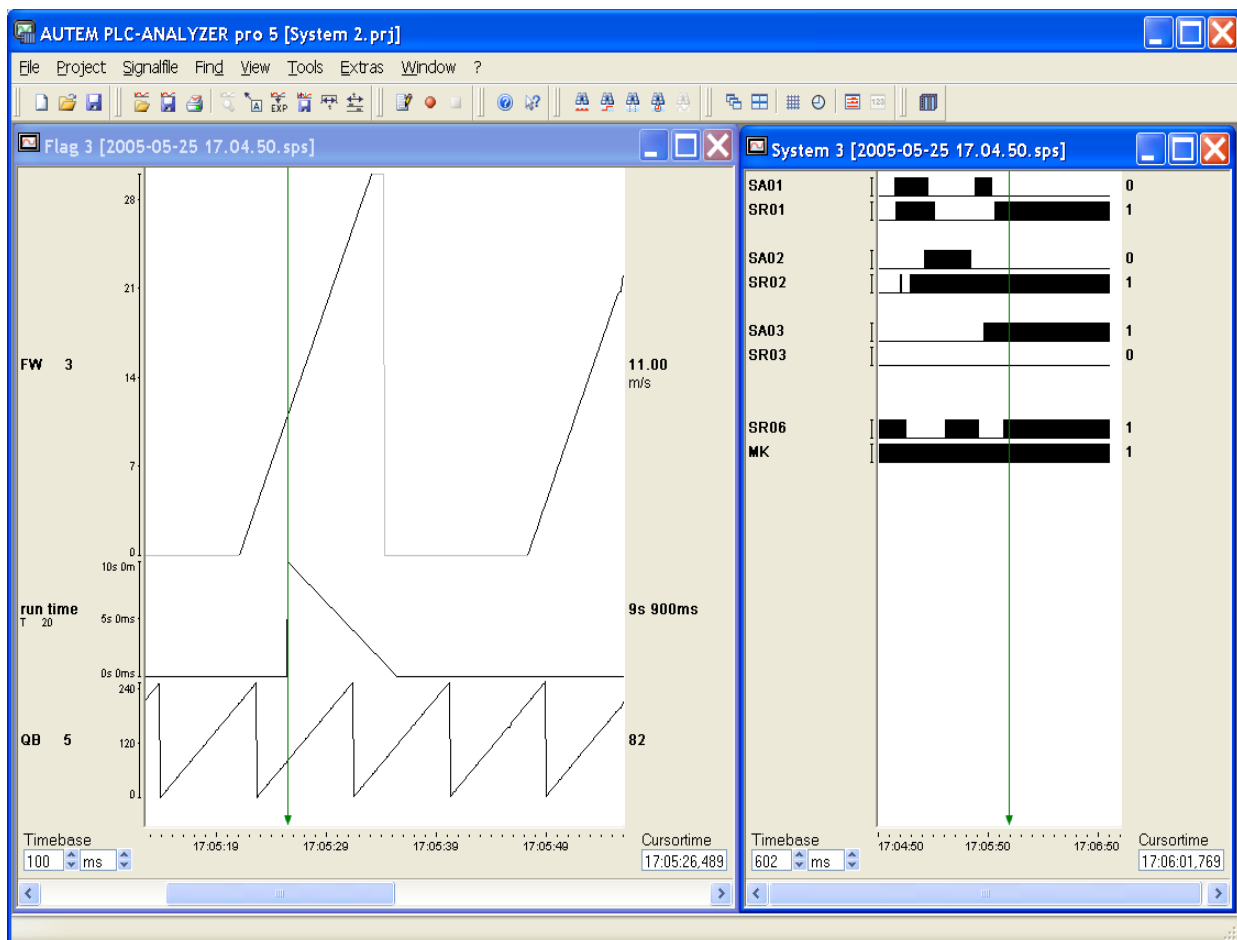 AUTEM PLC-ANALYZER pro 5 [System 2.prj]
File Project Signalfile Find View Tools Extras Window ?
A EXP 123
Flag 3 [2005-05-25 17.04.50.sps]
28
21
FW 3
14
7
0
11.00
m/s
10s 0m
run time
T 20
5s 0ms
0s 0ms
9s 900ms
240
QB 5
120
0
82
Timebase
100 ms
17:05:19 17:05:29 17:05:39 17:05:49
Cursortime
17:05:26,489
System 3 [2005-05-25 17.04.50.sps]
SA01 0
SR01 1
SA02 0
SR02 1
SA03 1
SR03 0
SR06 1
MK 1
Timebase
602 ms
17:04:50 17:05:50 17:06:50
Cursortime
17:06:01,769